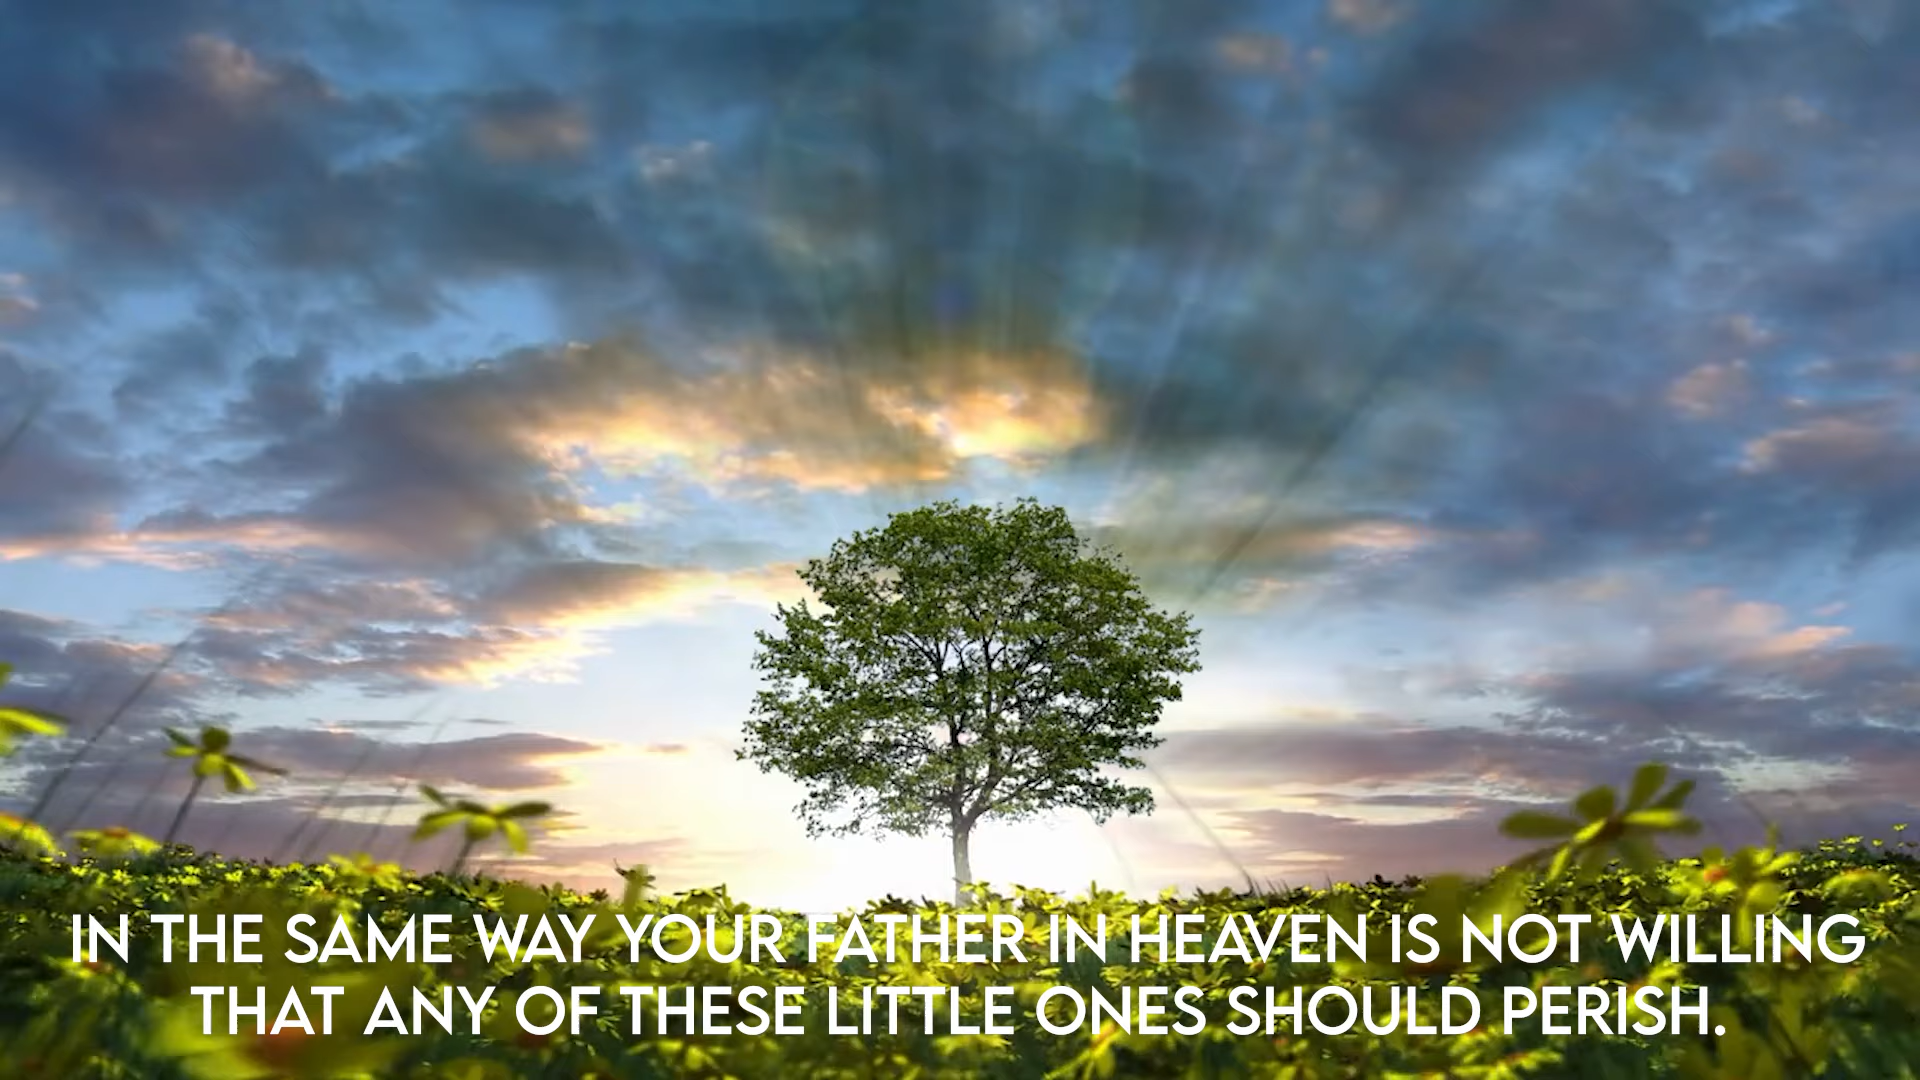 IN THE SAME WAY YOUR FATHER IN HEAVEN IS NOT WILLING
THAT ANY OF THESE LITTLE ONES SHOULD PERISH.